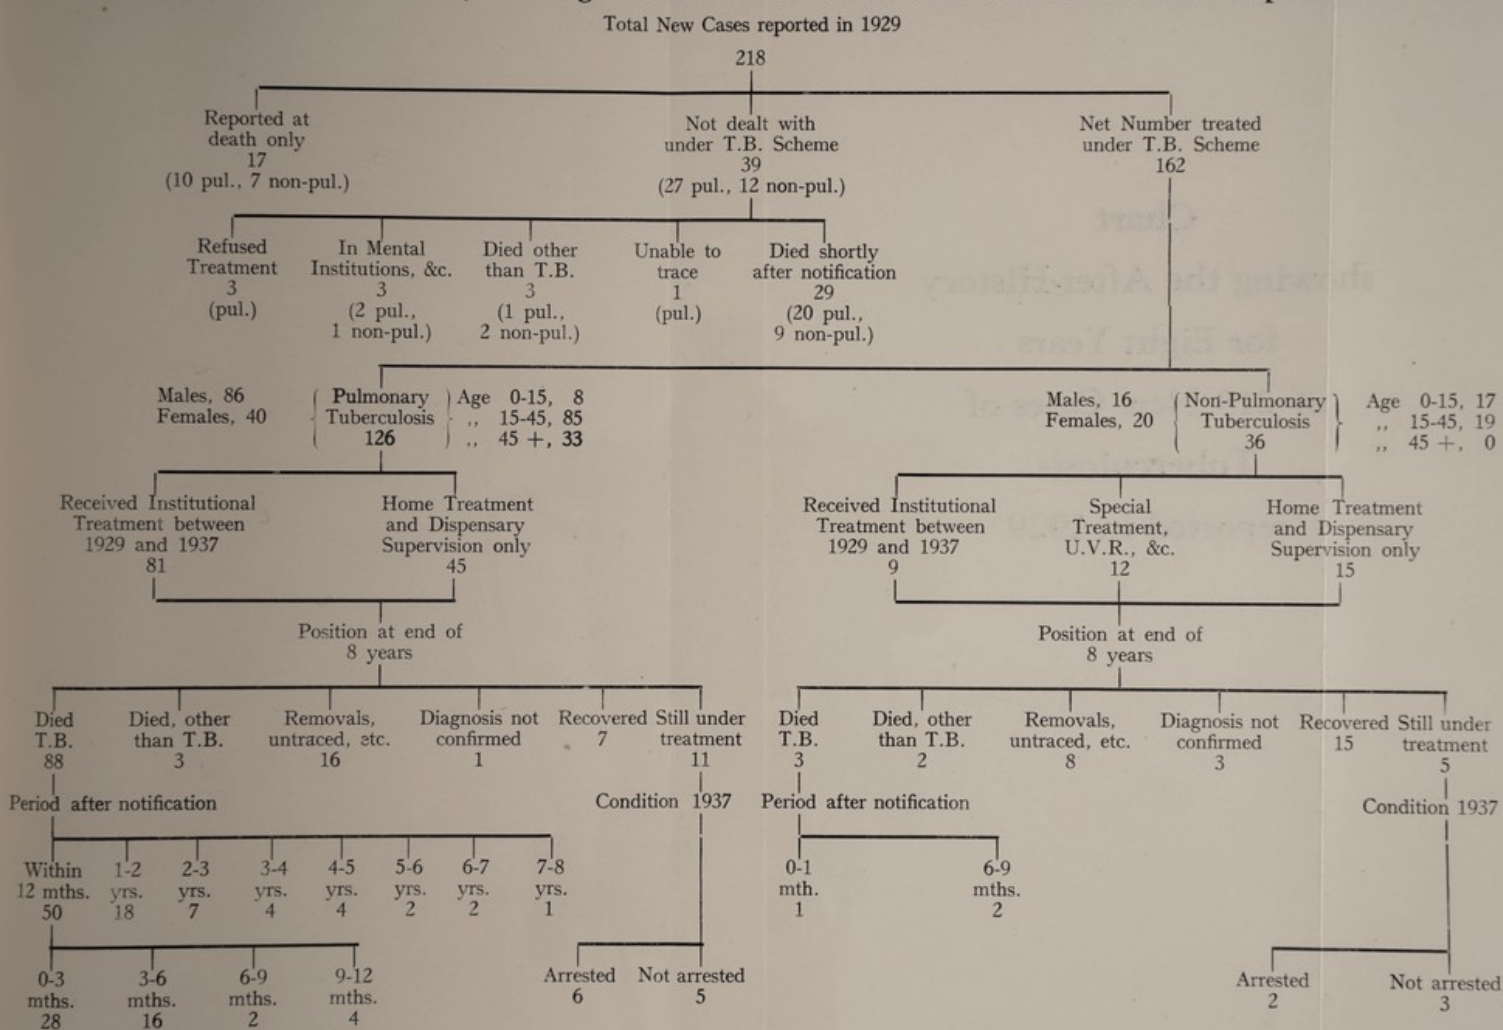 Total New Cases reported in 1929
218
Reported at
death only
17
(10 pul., 7 non-pul.)
Not dealt with
under T.B. Scheme
39
(27 pul., 12 non-pul.)
Net Number treated
under T.B. Scheme
162
Refused
Treatment
3
(pul.)
In Mental
Institutions, &c.
3
(2 pul.,
1 non-pul.)
Died other
than T.B.
3
(1 pul.,
2 non-pul.)
Unable to
trace
1
(pul.)
Died shortly
after notification
29
(20 pul.,
9 non-pul.)
Males, 86
Females, 40
Pulmonary
Tuberculosis
126
Age 0-15, 8
,, 15-45, 85
,, 45 +, 33
Males, 16
Females, 20
Non-Pulmonary
Tuberculosis
36
Age 0-15, 17
,, 15-45, 19
,, 45 +, 0
Received Institutional
Treatment between
1929 and 1937
81
Home Treatment
and Dispensary
Supervision only
45
Received Institutional
Treatment between
1929 and 1937
9
Special
Treatment,
U.V.R., &c.
12
Home Treatment
and Dispensary
Supervision only
15
Position at end of
8 years
Position at end of
8 years
Died
T.B.
88
Died, other
than T.B.
3
Removals,
untraced, etc.
16
Diagnosis not
confirmed
1
Recovered
7
Still under
treatment
11
Died
T.B.
3
Died, other
than T.B.
2
Removals,
untraced, etc.
8
Diagnosis not
confirmed
3
Recovered
15
Still under
treatment
5
Period after notification
Condition 1937
Period after notification
Condition 1937
Within
12 mths.
50
1-2
yrs.
18
2-3
yrs.
7
3-4
yrs.
4
4-5
yrs.
4
5-6
yrs.
2
6-7
yrs.
2
7-8
yrs.
1
0-1
mth.
1
6-9
mths.
2
0-3
mths.
28
3-6
mths.
16
6-9
mths.
2
9-12
mths.
4
Arrested
6
Not arrested
5
Arrested
2
Not arrested
3